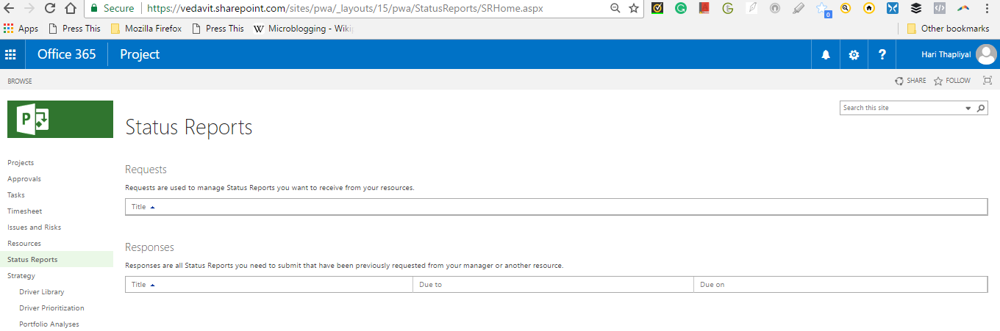 Secure https://vedavit.sharepoint.com/sites/pwa/_layouts/15/pwa/StatusReports/SRHome.aspx
0
Apps Press This Mozilla Firefox Press This W Microblogging - Wiki Other bookmarks
Office 365 Project ? Hari Thapliyal
BROWSE SHARE FOLLOW
P
Search this site
Status Reports
Projects
Approvals
Tasks
Timesheet
Issues and Risks
Resources
Status Reports
Strategy
Driver Library
Driver Prioritization
Portfolio Analyses
Requests
Requests are used to manage Status Reports you want to receive from your resources.
Title
Responses
Responses are all Status Reports you need to submit that have been previously requested from your manager or another resource.
Title Due to Due on